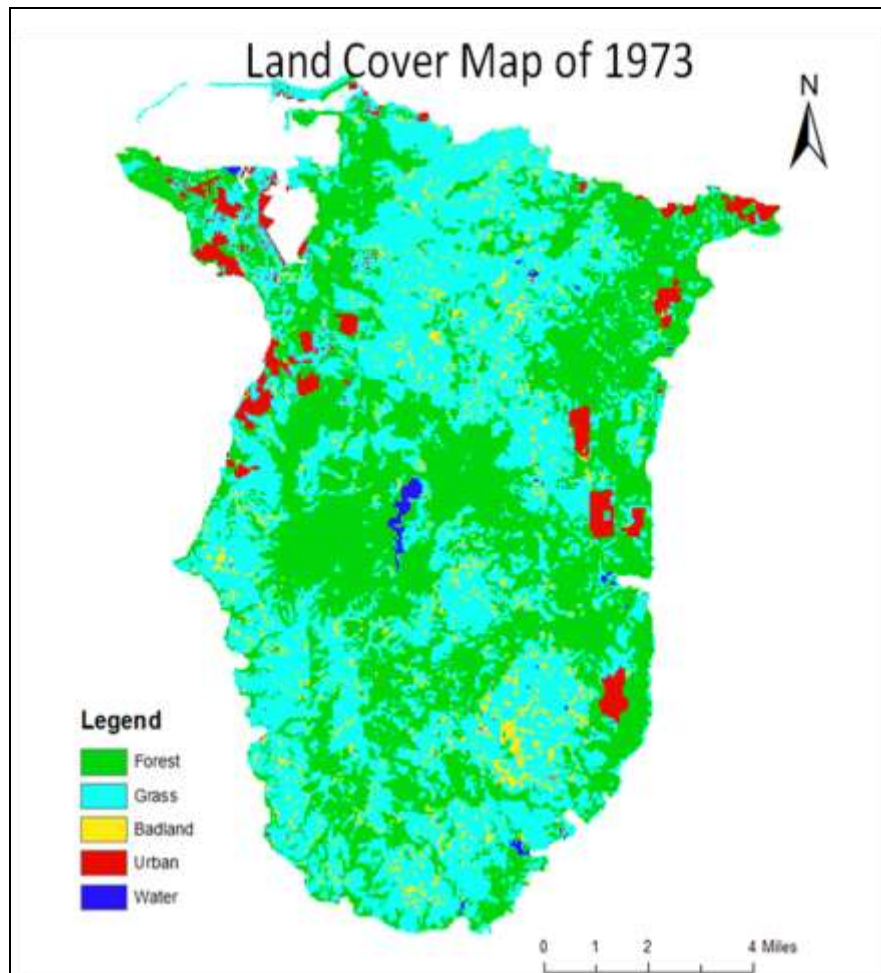 Land Cover Map of 1973
N
Legend
Forest
Grass
Badland
Urban
Water
0 1 2 4 Miles